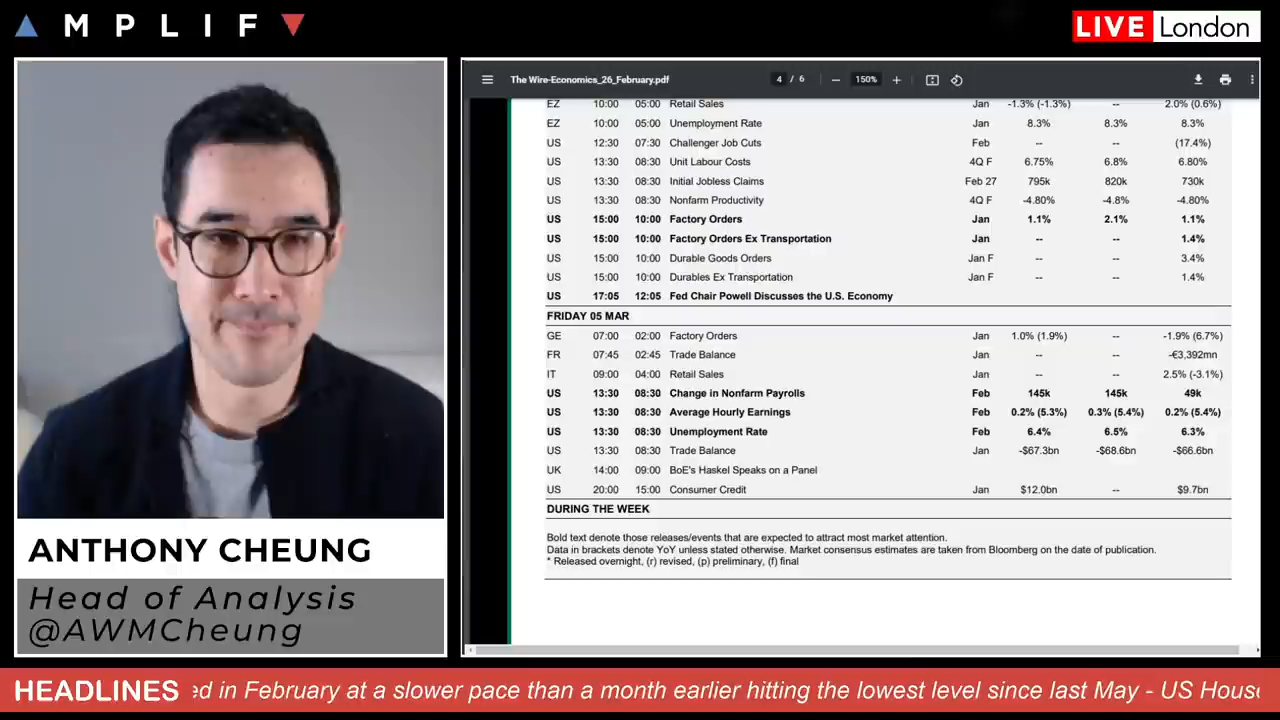 ▲ M P L I F ▼
LIVE London
The Wire-Economics_26_February.pdf 4 / 6 150%
EZ 10:00 05:00 Retail Sales Jan -1.3% (-1.3%) -- 2.0% (0.6%)
EZ 10:00 05:00 Unemployment Rate Jan 8.3% 8.3% 8.3%
US 12:30 07:30 Challenger Job Cuts Feb -- -- (17.4%)
US 13:30 08:30 Unit Labour Costs 4Q F 6.75% 6.8% 6.80%
US 13:30 08:30 Initial Jobless Claims Feb 27 795k 820k 730k
US 13:30 08:30 Nonfarm Productivity 4Q F -4.80% -4.8% -4.80%
US 15:00 10:00 Factory Orders Jan 1.1% 2.1% 1.1%
US 15:00 10:00 Factory Orders Ex Transportation Jan -- -- 1.4%
US 15:00 10:00 Durable Goods Orders Jan F -- -- 3.4%
US 15:00 10:00 Durables Ex Transportation Jan F -- -- 1.4%
US 17:05 12:05 Fed Chair Powell Discusses the U.S. Economy
FRIDAY 05 MAR
GE 07:00 02:00 Factory Orders Jan 1.0% (1.9%) -- -1.9% (6.7%)
FR 07:45 02:45 Trade Balance Jan -- -- -€3,392mn
IT 09:00 04:00 Retail Sales Jan -- -- 2.5% (-3.1%)
US 13:30 08:30 Change in Nonfarm Payrolls Feb 145k 145k 49k
US 13:30 08:30 Average Hourly Earnings Feb 0.2% (5.3%) 0.3% (5.4%) 0.2% (5.4%)
US 13:30 08:30 Unemployment Rate Feb 6.4% 6.5% 6.3%
US 13:30 08:30 Trade Balance Jan -$67.3bn -$68.6bn -$66.6bn
UK 14:00 09:00 BoE's Haskel Speaks on a Panel
US 20:00 15:00 Consumer Credit Jan $12.0bn -- $9.7bn
DURING THE WEEK
Bold text denote those releases/events that are expected to attract most market attention.
Data in brackets denote YoY unless stated otherwise. Market consensus estimates are taken from Bloomberg on the date of publication.
* Released overnight, (r) revised, (p) preliminary, (f) final
ANTHONY CHEUNG
Head of Analysis
@AWMCheung
HEADLINES ed in February at a slower pace than a month earlier hitting the lowest level since last May - US House